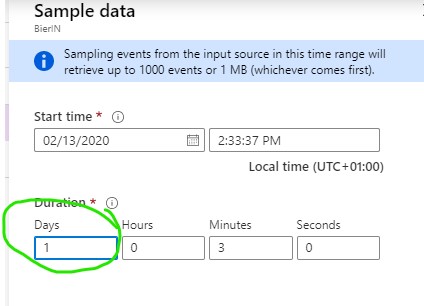 Sample data
BierIN
Sampling events from the input source in this time range will
retrieve up to 1000 events or 1 MB (whichever comes first).
Start time *
02/13/2020 2:33:37 PM
Local time (UTC+01:00)
Duration *
Days Hours Minutes Seconds
1 0 3 0